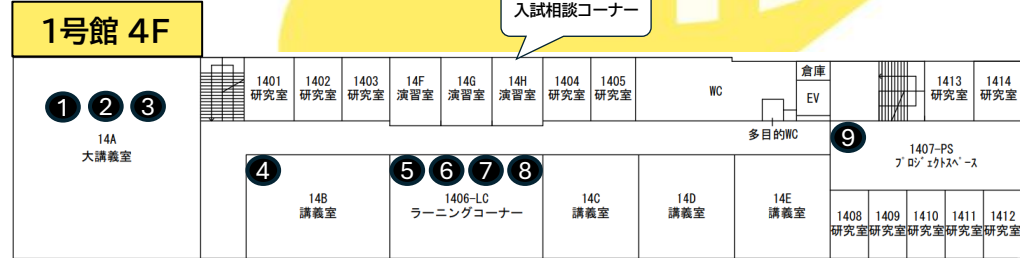 入試相談コーナー
1号館 4F
1401
研究室
1402
研究室
1403
研究室
14F
演習室
14G
演習室
14H
演習室
1404
研究室
1405
研究室
WC
倉庫
EV
多目的WC
1413
研究室
1414
研究室
1 2 3
14A
大講義室
4
14B
講義室
5 6 7 8
1406-LC
ラーニングコーナー
14C
講義室
14D
講義室
14E
講義室
9
1407-PS
プロジェクトスペース
1408
研究室
1409
研究室
1410
研究室
1411
研究室
1412
研究室